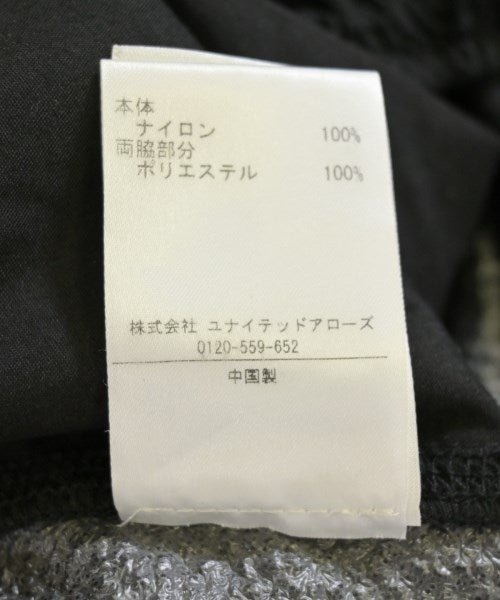 本体
ナイロン 100%
両脇部分
ポリエステル 100%
株式会社 ユナイテッドアローズ
0120-559-652
中国製